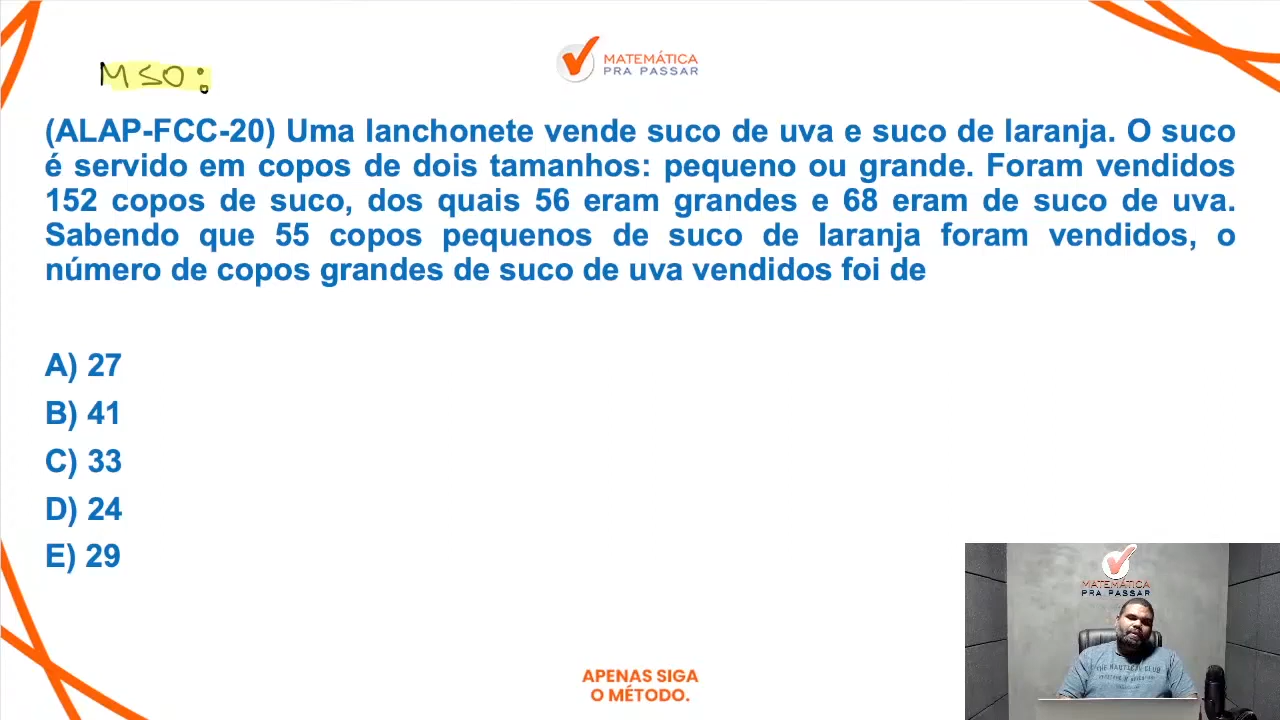 MATEMÁTICA
PRA PASSAR
MSO:
(ALAP-FCC-20) Uma lanchonete vende suco de uva e suco de laranja. O suco
é servido em copos de dois tamanhos: pequeno ou grande. Foram vendidos
152 copos de suco, dos quais 56 eram grandes e 68 eram de suco de uva.
Sabendo que 55 copos pequenos de suco de laranja foram vendidos, o
número de copos grandes de suco de uva vendidos foi de
A) 27
B) 41
C) 33
D) 24
E) 29
MATEMÁTICA
PRA PASSAR
THE NAUTICAL CLUB
APENAS SIGA
O MÉTODO.